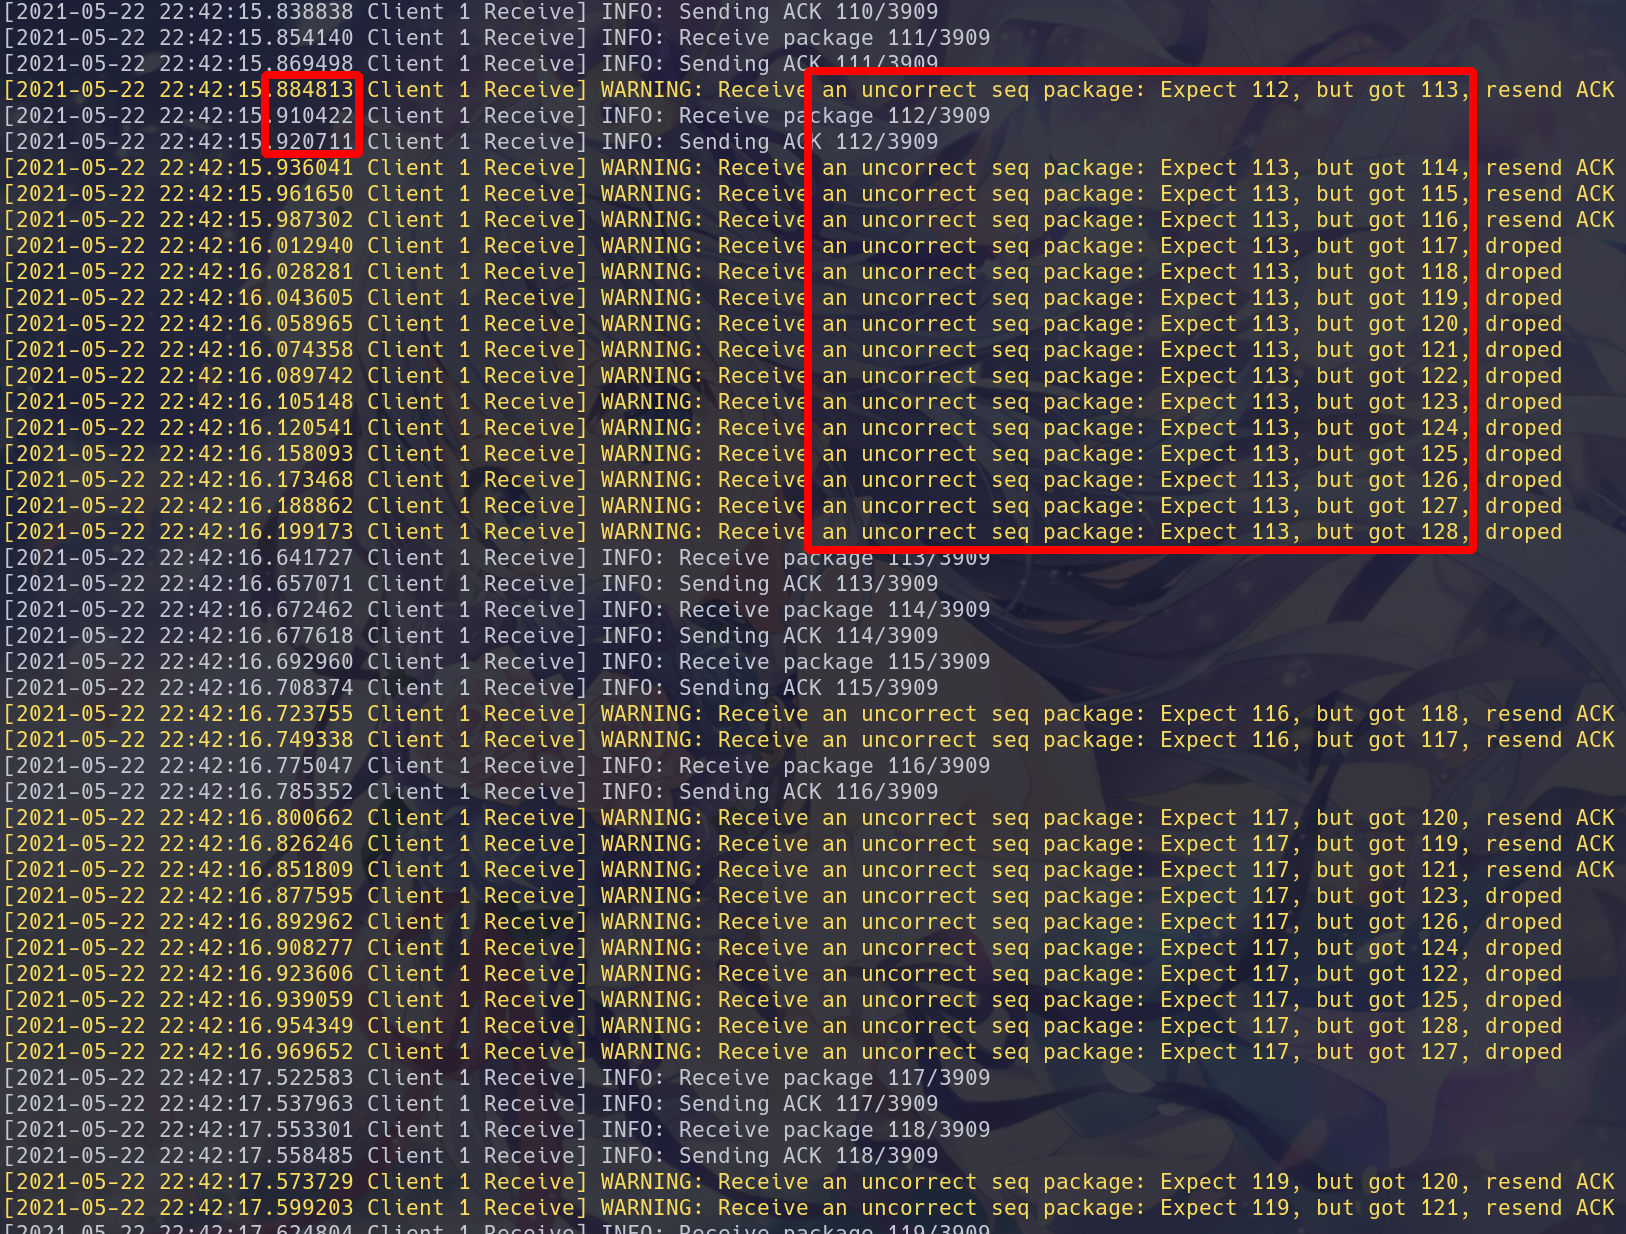 [2021-05-22 22:42:15.838838 Client 1 Receive] INFO: Sending ACK 110/3909
[2021-05-22 22:42:15.854140 Client 1 Receive] INFO: Receive package 111/3909
[2021-05-22 22:42:15.869498 Client 1 Receive] INFO: Sending ACK 111/3909
[2021-05-22 22:42:15.884813 Client 1 Receive] WARNING: Receive an uncorrect seq package: Expect 112, but got 113, resend ACK
[2021-05-22 22:42:15.910422 Client 1 Receive] INFO: Receive package 112/3909
[2021-05-22 22:42:15.920711 Client 1 Receive] INFO: Sending ACK 112/3909
[2021-05-22 22:42:15.936041 Client 1 Receive] WARNING: Receive an uncorrect seq package: Expect 113, but got 114, resend ACK
[2021-05-22 22:42:15.961650 Client 1 Receive] WARNING: Receive an uncorrect seq package: Expect 113, but got 115, resend ACK
[2021-05-22 22:42:15.987302 Client 1 Receive] WARNING: Receive an uncorrect seq package: Expect 113, but got 116, resend ACK
[2021-05-22 22:42:16.012940 Client 1 Receive] WARNING: Receive an uncorrect seq package: Expect 113, but got 117, droped
[2021-05-22 22:42:16.028281 Client 1 Receive] WARNING: Receive an uncorrect seq package: Expect 113, but got 118, droped
[2021-05-22 22:42:16.043605 Client 1 Receive] WARNING: Receive an uncorrect seq package: Expect 113, but got 119, droped
[2021-05-22 22:42:16.058965 Client 1 Receive] WARNING: Receive an uncorrect seq package: Expect 113, but got 120, droped
[2021-05-22 22:42:16.074358 Client 1 Receive] WARNING: Receive an uncorrect seq package: Expect 113, but got 121, droped
[2021-05-22 22:42:16.089742 Client 1 Receive] WARNING: Receive an uncorrect seq package: Expect 113, but got 122, droped
[2021-05-22 22:42:16.105148 Client 1 Receive] WARNING: Receive an uncorrect seq package: Expect 113, but got 123, droped
[2021-05-22 22:42:16.120541 Client 1 Receive] WARNING: Receive an uncorrect seq package: Expect 113, but got 124, droped
[2021-05-22 22:42:16.158093 Client 1 Receive] WARNING: Receive an uncorrect seq package: Expect 113, but got 125, droped
[2021-05-22 22:42:16.173468 Client 1 Receive] WARNING: Receive an uncorrect seq package: Expect 113, but got 126, droped
[2021-05-22 22:42:16.188862 Client 1 Receive] WARNING: Receive an uncorrect seq package: Expect 113, but got 127, droped
[2021-05-22 22:42:16.199173 Client 1 Receive] WARNING: Receive an uncorrect seq package: Expect 113, but got 128, droped
[2021-05-22 22:42:16.641727 Client 1 Receive] INFO: Receive package 113/3909
[2021-05-22 22:42:16.657071 Client 1 Receive] INFO: Sending ACK 113/3909
[2021-05-22 22:42:16.672462 Client 1 Receive] INFO: Receive package 114/3909
[2021-05-22 22:42:16.677618 Client 1 Receive] INFO: Sending ACK 114/3909
[2021-05-22 22:42:16.692960 Client 1 Receive] INFO: Receive package 115/3909
[2021-05-22 22:42:16.708374 Client 1 Receive] INFO: Sending ACK 115/3909
[2021-05-22 22:42:16.723755 Client 1 Receive] WARNING: Receive an uncorrect seq package: Expect 116, but got 118, resend ACK
[2021-05-22 22:42:16.749338 Client 1 Receive] WARNING: Receive an uncorrect seq package: Expect 116, but got 117, resend ACK
[2021-05-22 22:42:16.775047 Client 1 Receive] INFO: Receive package 116/3909
[2021-05-22 22:42:16.785352 Client 1 Receive] INFO: Sending ACK 116/3909
[2021-05-22 22:42:16.800662 Client 1 Receive] WARNING: Receive an uncorrect seq package: Expect 117, but got 120, resend ACK
[2021-05-22 22:42:16.826246 Client 1 Receive] WARNING: Receive an uncorrect seq package: Expect 117, but got 119, resend ACK
[2021-05-22 22:42:16.851809 Client 1 Receive] WARNING: Receive an uncorrect seq package: Expect 117, but got 121, resend ACK
[2021-05-22 22:42:16.877595 Client 1 Receive] WARNING: Receive an uncorrect seq package: Expect 117, but got 123, droped
[2021-05-22 22:42:16.892962 Client 1 Receive] WARNING: Receive an uncorrect seq package: Expect 117, but got 126, droped
[2021-05-22 22:42:16.908277 Client 1 Receive] WARNING: Receive an uncorrect seq package: Expect 117, but got 124, droped
[2021-05-22 22:42:16.923606 Client 1 Receive] WARNING: Receive an uncorrect seq package: Expect 117, but got 122, droped
[2021-05-22 22:42:16.939059 Client 1 Receive] WARNING: Receive an uncorrect seq package: Expect 117, but got 125, droped
[2021-05-22 22:42:16.954349 Client 1 Receive] WARNING: Receive an uncorrect seq package: Expect 117, but got 128, droped
[2021-05-22 22:42:16.969652 Client 1 Receive] WARNING: Receive an uncorrect seq package: Expect 117, but got 127, droped
[2021-05-22 22:42:17.522583 Client 1 Receive] INFO: Receive package 117/3909
[2021-05-22 22:42:17.537963 Client 1 Receive] INFO: Sending ACK 117/3909
[2021-05-22 22:42:17.553301 Client 1 Receive] INFO: Receive package 118/3909
[2021-05-22 22:42:17.558485 Client 1 Receive] INFO: Sending ACK 118/3909
[2021-05-22 22:42:17.573729 Client 1 Receive] WARNING: Receive an uncorrect seq package: Expect 119, but got 120, resend ACK
[2021-05-22 22:42:17.599203 Client 1 Receive] WARNING: Receive an uncorrect seq package: Expect 119, but got 121, resend ACK
[2021-05-22 22:42:17.624804 Client 1 Receive] INFO: Receive package 119/3909